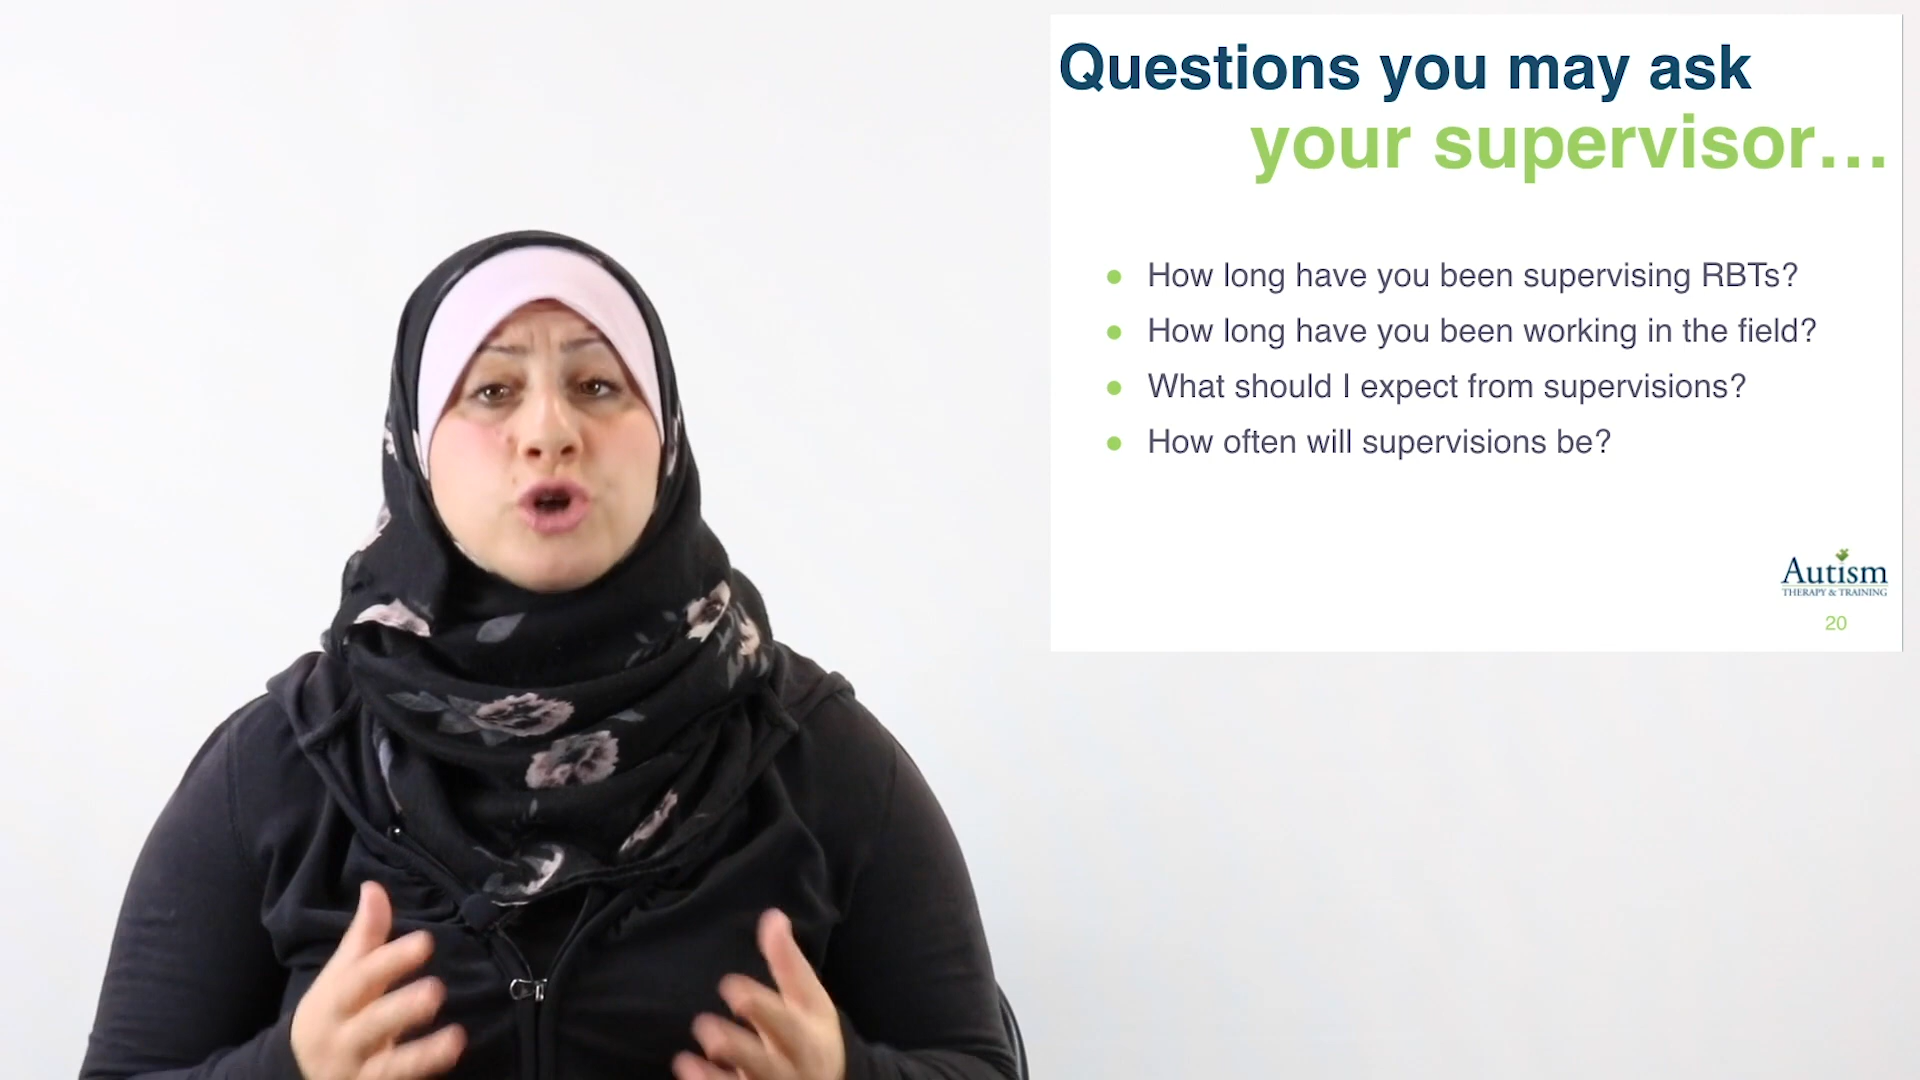 Questions you may ask
your supervisor…
● How long have you been supervising RBTs?
● How long have you been working in the field?
● What should I expect from supervisions?
● How often will supervisions be?
Autism
THERAPY & TRAINING
20